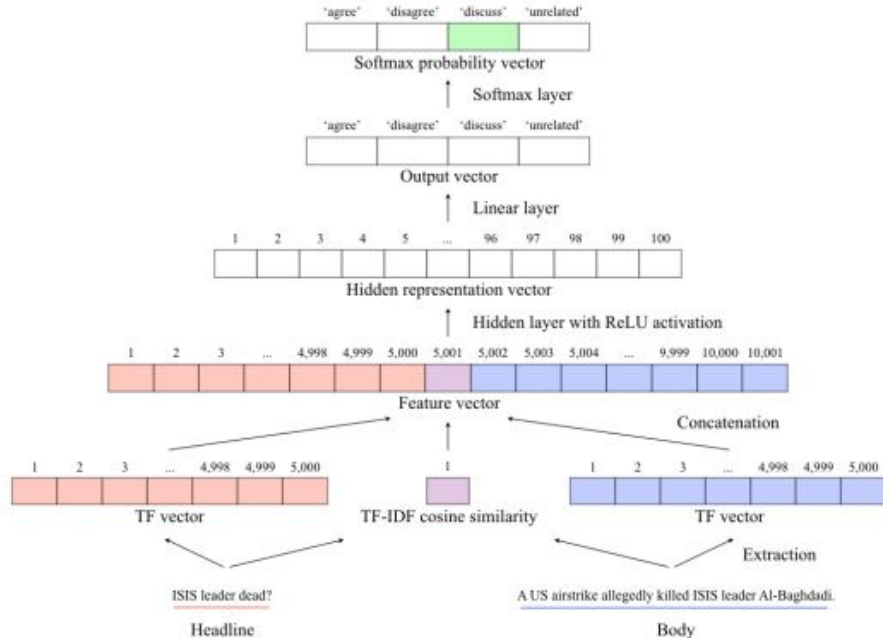 ‘agree’ ‘disagree’ ‘discuss’ ‘unrelated’
Softmax probability vector
Softmax layer
‘agree’ ‘disagree’ ‘discuss’ ‘unrelated’
Output vector
Linear layer
1 2 3 4 5 ... 96 97 98 99 100
Hidden representation vector
Hidden layer with ReLU activation
1 2 3 ... 4,998 4,999 5,000 5,001 5,002 5,003 5,004 ... 9,999 10,000 10,001
Feature vector
Concatenation
1 2 3 ... 4,998 4,999 5,000 1 1 2 3 ... 4,998 4,999 5,000
TF vector TF-IDF cosine similarity TF vector
Extraction
ISIS leader dead? A US airstrike allegedly killed ISIS leader Al-Baghdadi.
Headline Body